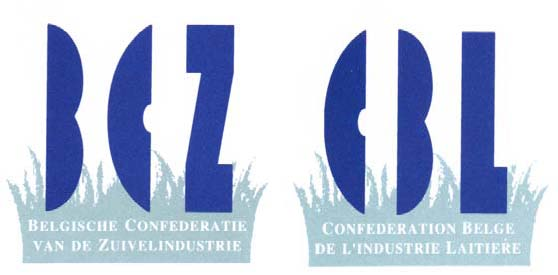 BCZ
BELGISCHE CONFEDERATIE
VAN DE ZUIVELINDUSTRIE
CBL
CONFEDERATION BELGE
DE L'INDUSTRIE LAITIERE